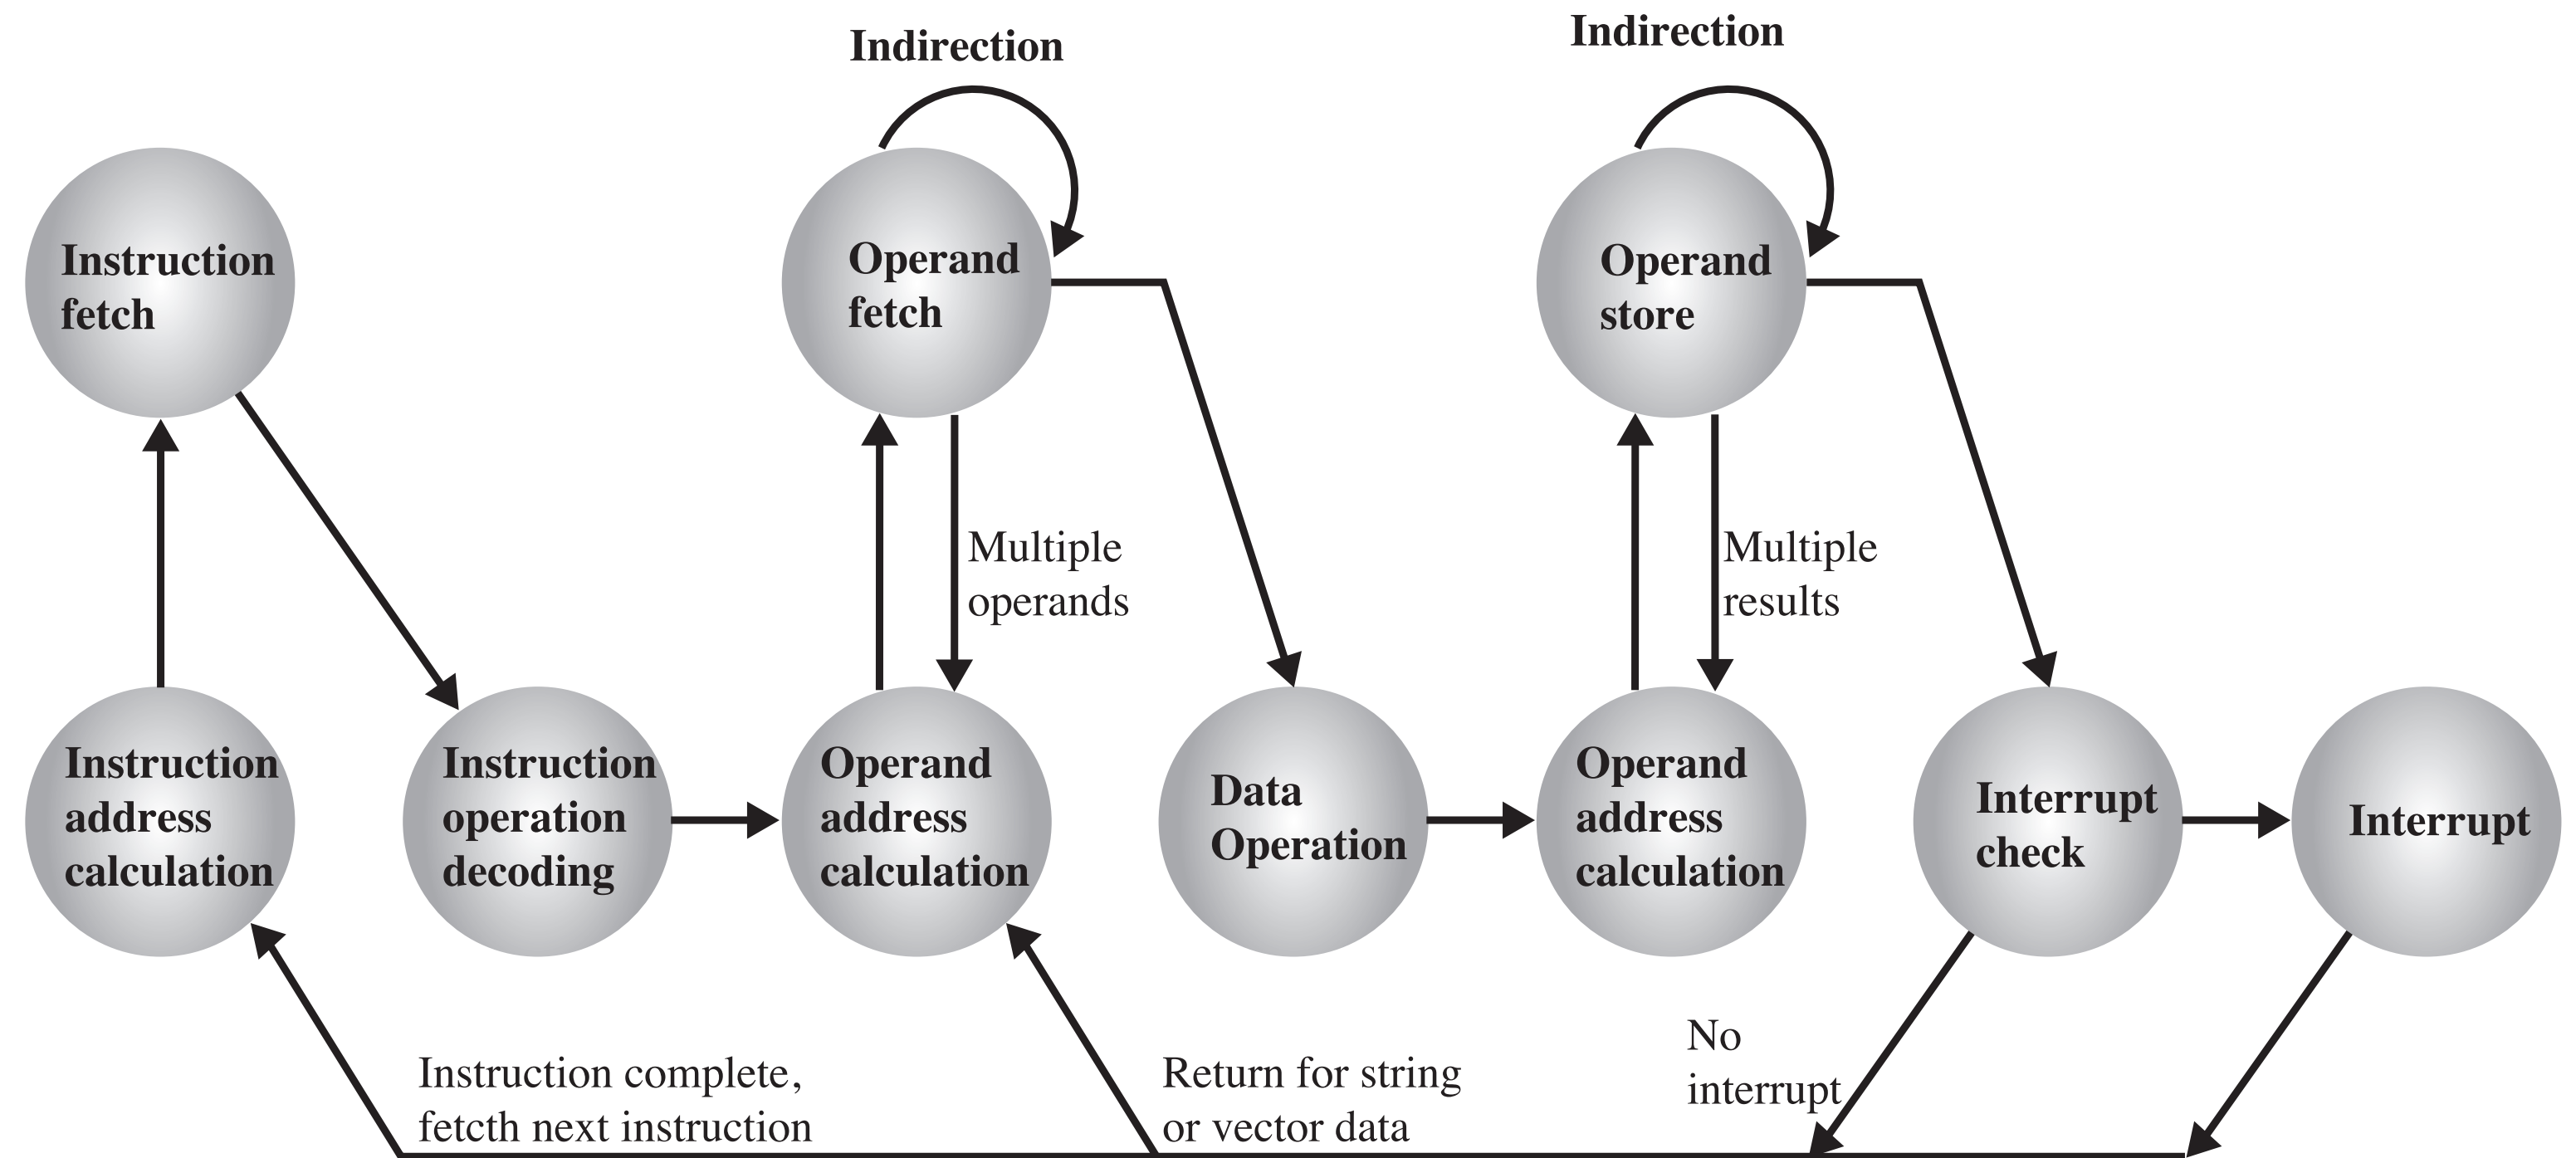 Indirection
Indirection
Instruction
fetch
Operand
fetch
Operand
store
Multiple
operands
Multiple
results
Instruction
address
calculation
Instruction
operation
decoding
Operand
address
calculation
Data
Operation
Operand
address
calculation
Interrupt
check
Interrupt
Instruction complete,
fetcth next instruction
Return for string
or vector data
No
interrupt